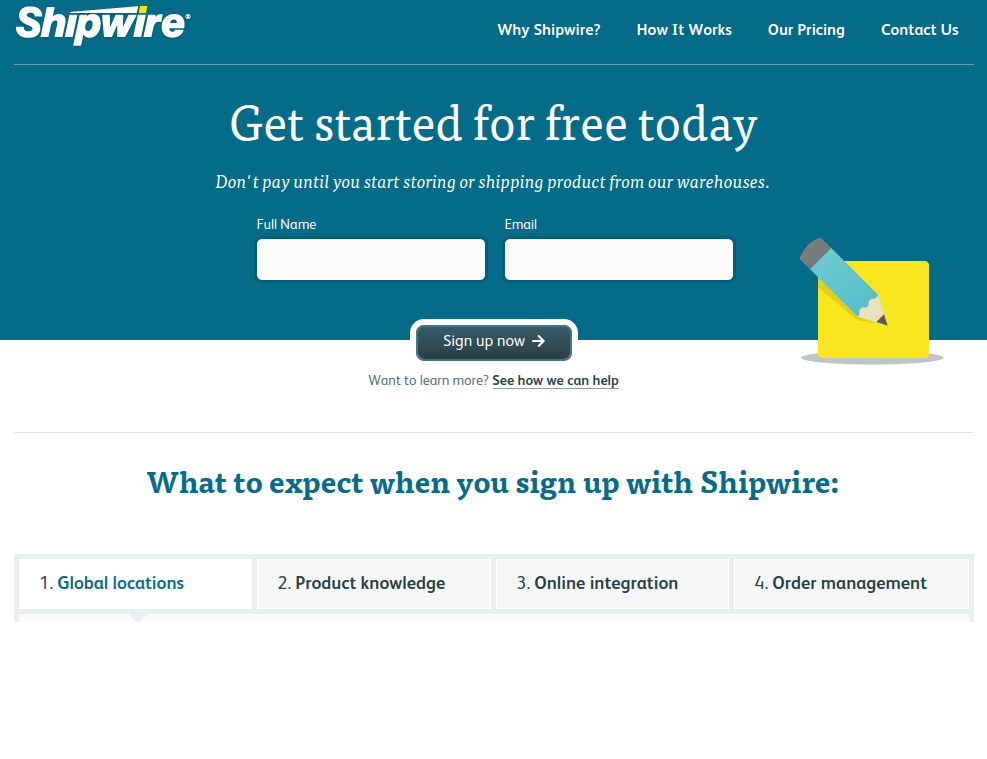 Shipwire®
Why Shipwire? How It Works Our Pricing Contact Us
Get started for free today
Don't pay until you start storing or shipping product from our warehouses.
Full Name Email
Sign up now →
Want to learn more? See how we can help
What to expect when you sign up with Shipwire:
1. Global locations 2. Product knowledge 3. Online integration 4. Order management